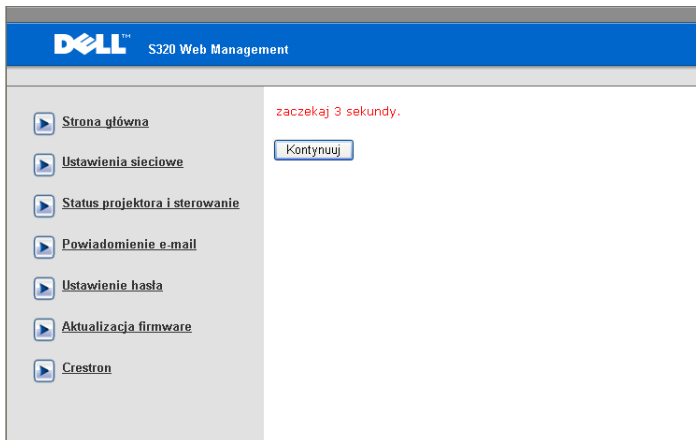 DELL™ S320 Web Management
Strona główna
Ustawienia sieciowe
Status projektora i sterowanie
Powiadomienie e-mail
Ustawienie hasła
Aktualizacja firmware
Crestron
zaczekaj 3 sekundy.
Kontynuuj